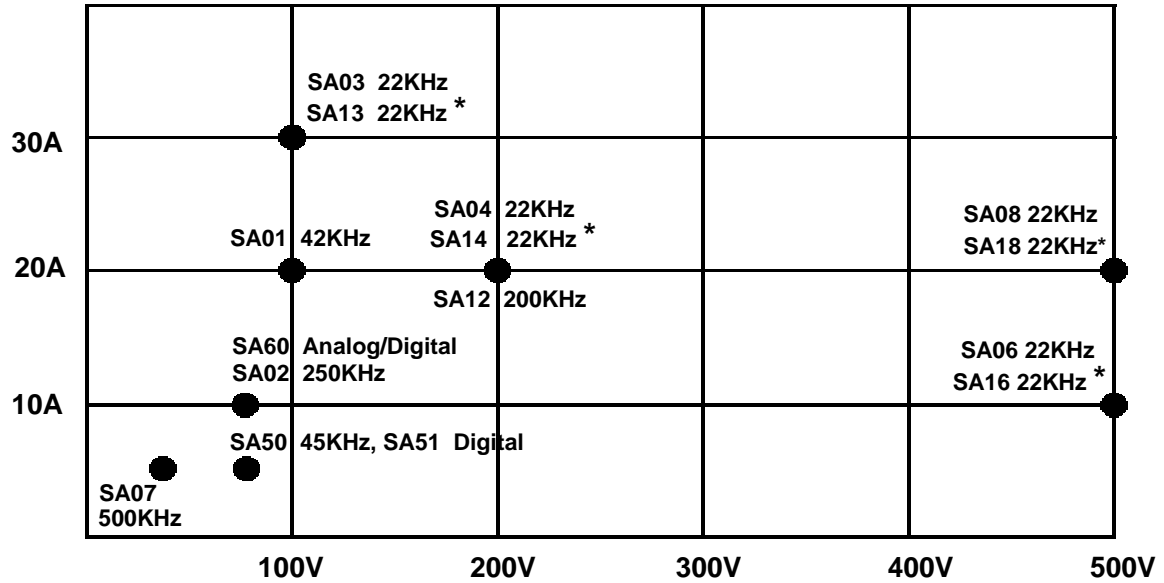 SA03 22KHz
SA13 22KHz *
30A
SA04 22KHz
SA14 22KHz *
SA01 42KHz
SA08 22KHz
SA18 22KHz*
20A
SA12 200KHz
SA60 Analog/Digital
SA02 250KHz
SA06 22KHz
SA16 22KHz *
10A
SA50 45KHz, SA51 Digital
SA07
500KHz
100V 200V 300V 400V 500V